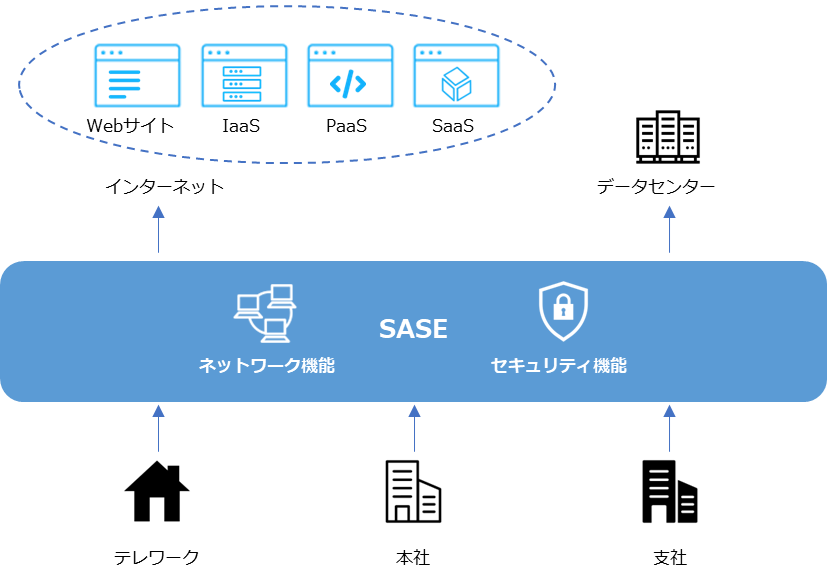 Webサイト
IaaS
PaaS
SaaS
インターネット
データセンター
SASE
ネットワーク機能
セキュリティ機能
テレワーク
本社
支社